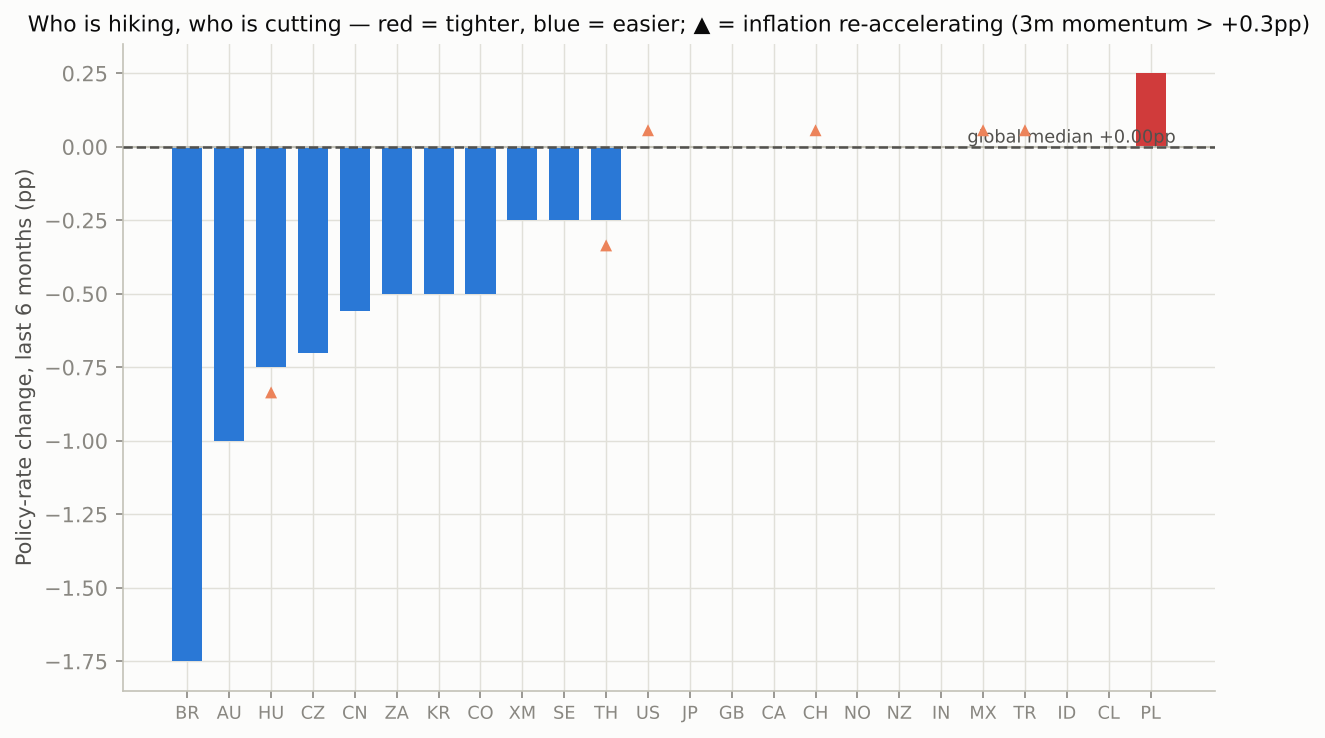 Who is hiking, who is cutting — red = tighter, blue = easier; ▲ = inflation re-accelerating (3m momentum > +0.3pp)
Policy-rate change, last 6 months (pp)
0.25
0.00
−0.25
−0.50
−0.75
−1.00
−1.25
−1.50
−1.75
global median +0.00pp
BR AU HU CZ CN ZA KR CO XM SE TH US JP GB CA CH NO NZ IN MX TR ID CL PL